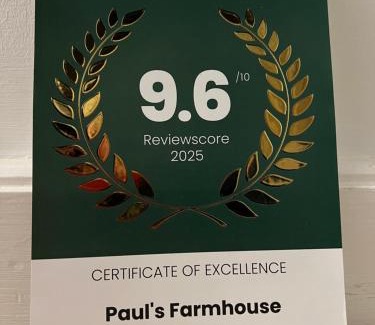 9.6 /10
Reviewscore
2025
CERTIFICATE OF EXCELLENCE
Paul's Farmhouse